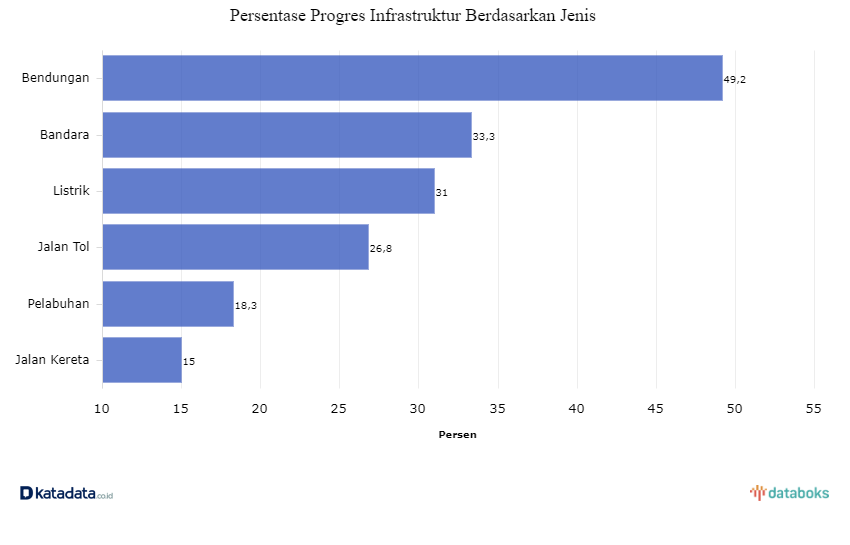 Persentase Progres Infrastruktur Berdasarkan Jenis
Bendungan
49,2
Bandara
33,3
Listrik
31
Jalan Tol
26,8
Pelabuhan
18,3
Jalan Kereta
15
10 15 20 25 30 35 40 45 50 55
Persen
katadata.co.id
databoks